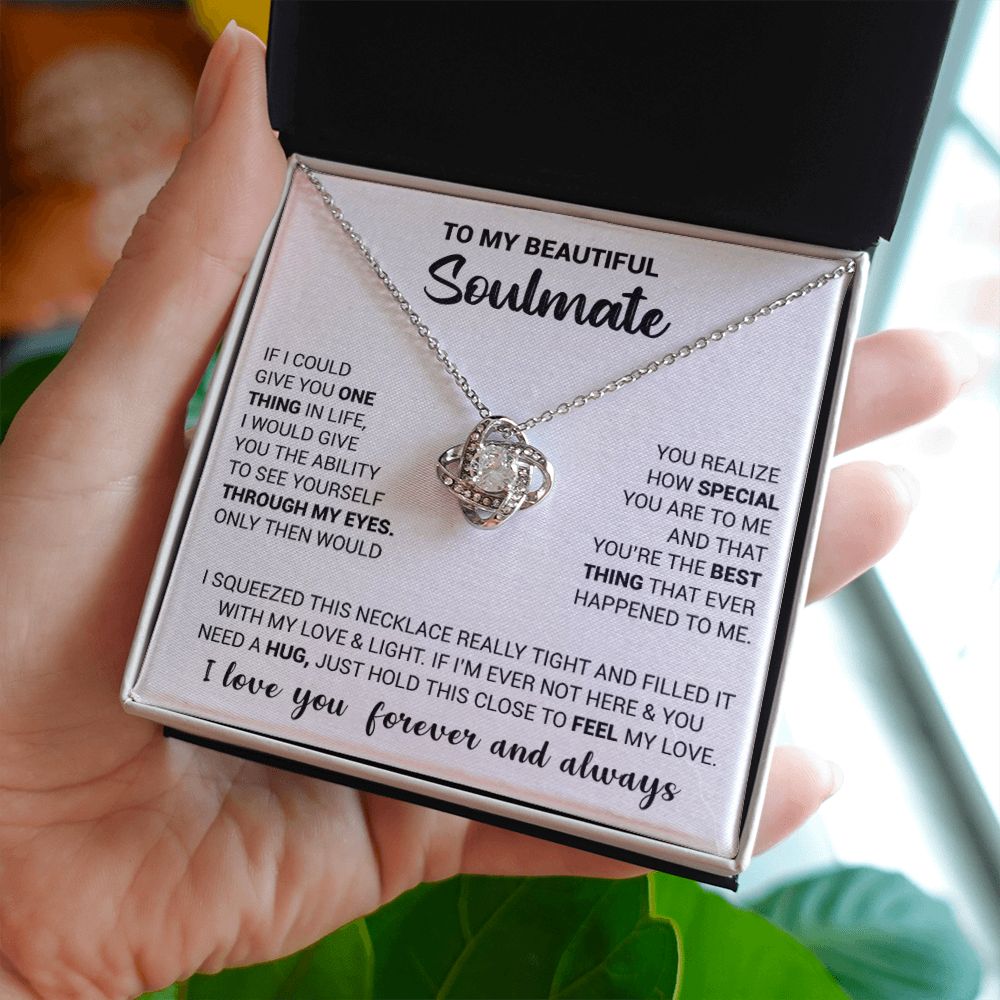 TO MY BEAUTIFUL
Soulmate
IF I COULD
GIVE YOU ONE
THING IN LIFE,
I WOULD GIVE
YOU THE ABILITY
TO SEE YOURSELF
THROUGH MY EYES.
ONLY THEN WOULD
YOU REALIZE
HOW SPECIAL
YOU ARE TO ME
AND THAT
YOU'RE THE BEST
THING THAT EVER
HAPPENED TO ME.
I SQUEEZED THIS NECKLACE REALLY TIGHT AND FILLED IT
WITH MY LOVE & LIGHT. IF I'M EVER NOT HERE & YOU
NEED A HUG, JUST HOLD THIS CLOSE TO FEEL MY LOVE.
I love you forever and always